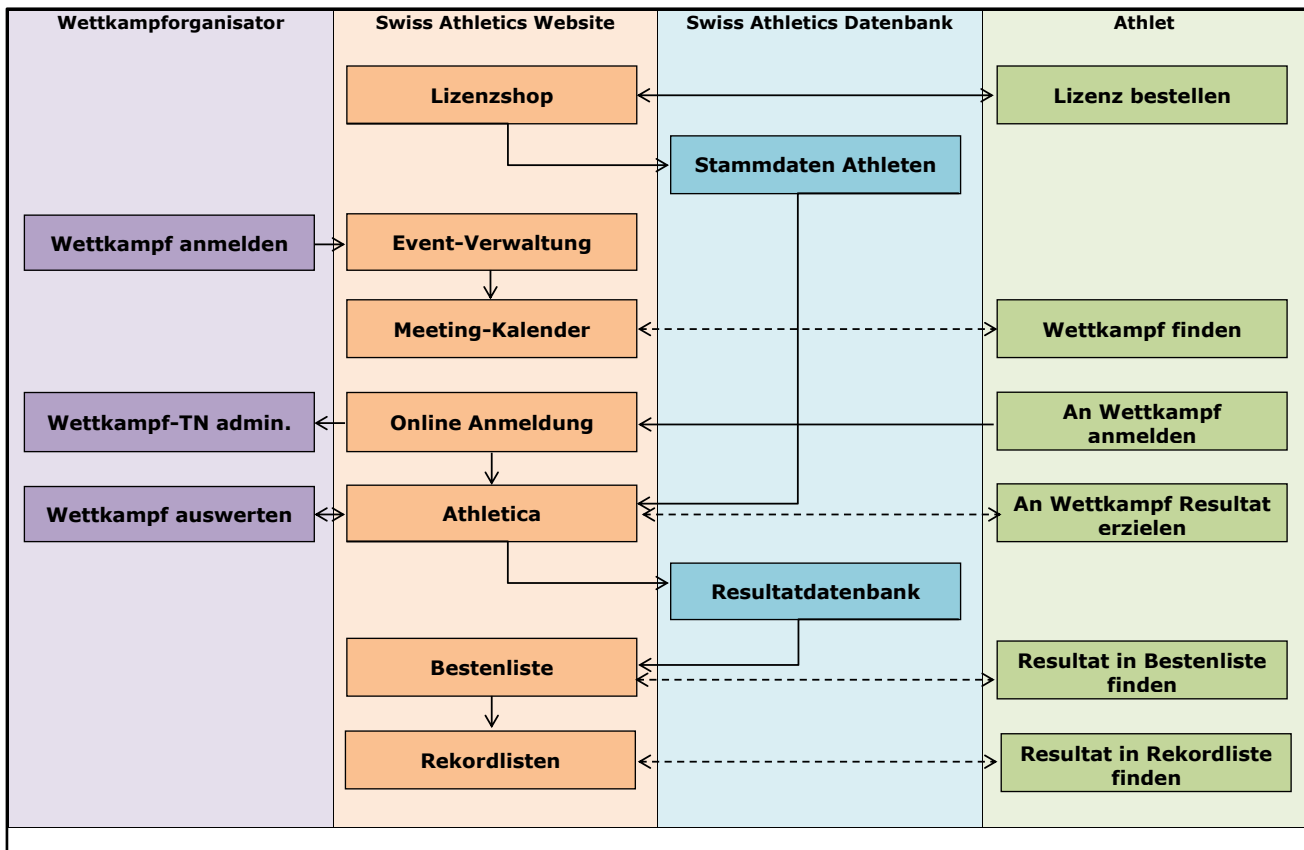 Wettkampforganisator
Swiss Athletics Website
Swiss Athletics Datenbank
Athlet
Lizenzshop
Lizenz bestellen
Stammdaten Athleten
Wettkampf anmelden
Event-Verwaltung
Meeting-Kalender
Wettkampf finden
Wettkampf-TN admin.
Online Anmeldung
An Wettkampf
anmelden
Wettkampf auswerten
Athletica
An Wettkampf Resultat
erzielen
Resultatdatenbank
Bestenliste
Resultat in Bestenliste
finden
Rekordlisten
Resultat in Rekordliste
finden